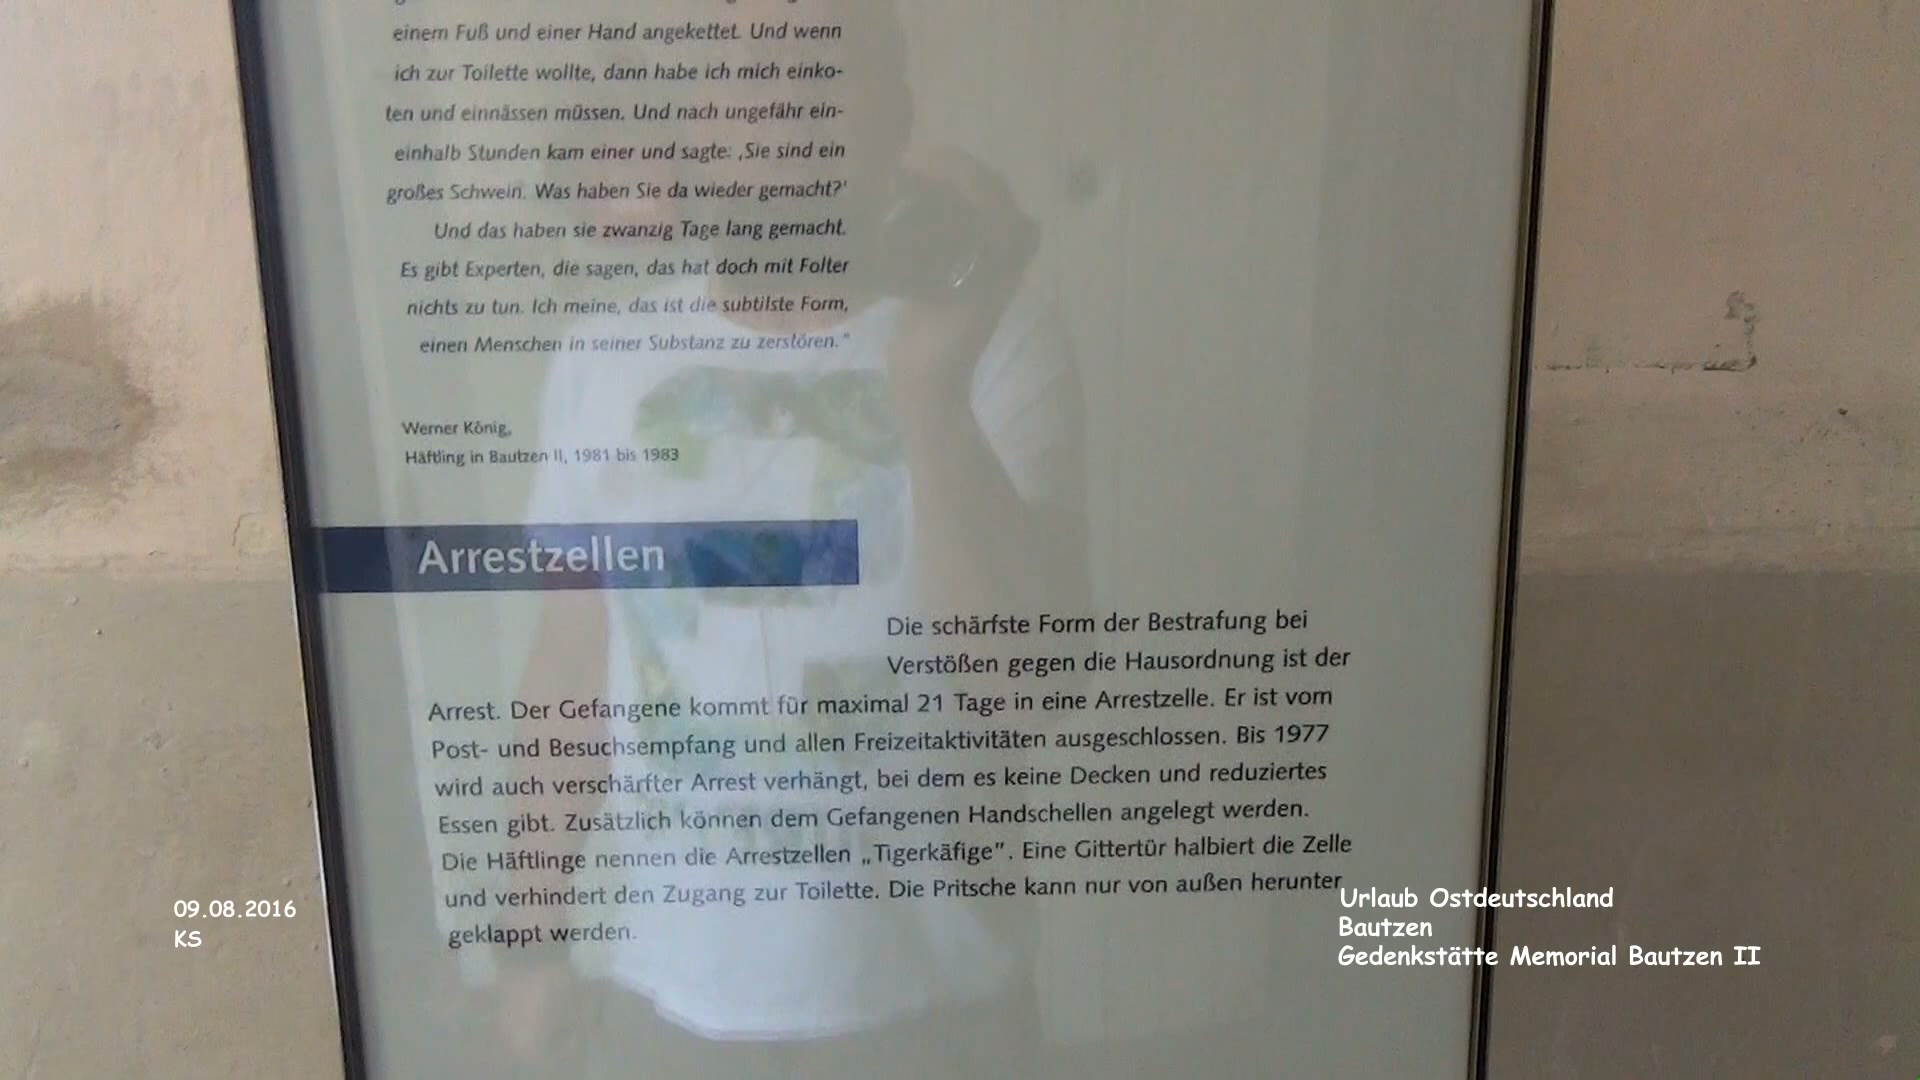 einem Fuß und einer Hand angekettet. Und wenn
ich zur Toilette wollte, dann habe ich mich einko-
ten und einnässen müssen. Und nach ungefähr ein-
einhalb Stunden kam einer und sagte: ‚Sie sind ein
großes Schwein. Was haben Sie da wieder gemacht?'
Und das haben sie zwanzig Tage lang gemacht.
Es gibt Experten, die sagen, das hat doch mit Folter
nichts zu tun. Ich meine, das ist die subtilste Form,
einen Menschen in seiner Substanz zu zerstören."
Werner König,
Häftling in Bautzen II, 1981 bis 1983
Arrestzellen
Die schärfste Form der Bestrafung bei
Verstößen gegen die Hausordnung ist der
Arrest. Der Gefangene kommt für maximal 21 Tage in eine Arrestzelle. Er ist vom
Post- und Besuchsempfang und allen Freizeitaktivitäten ausgeschlossen. Bis 1977
wird auch verschärfter Arrest verhängt, bei dem es keine Decken und reduziertes
Essen gibt. Zusätzlich können dem Gefangenen Handschellen angelegt werden.
Die Häftlinge nennen die Arrestzellen „Tigerkäfige". Eine Gittertür halbiert die Zelle
und verhindert den Zugang zur Toilette. Die Pritsche kann nur von außen herunter
geklappt werden.
09.08.2016
KS
Urlaub Ostdeutschland
Bautzen
Gedenkstätte Memorial Bautzen II